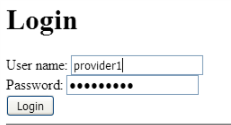 Login
User name: provider1
Password: •••••••••
Login